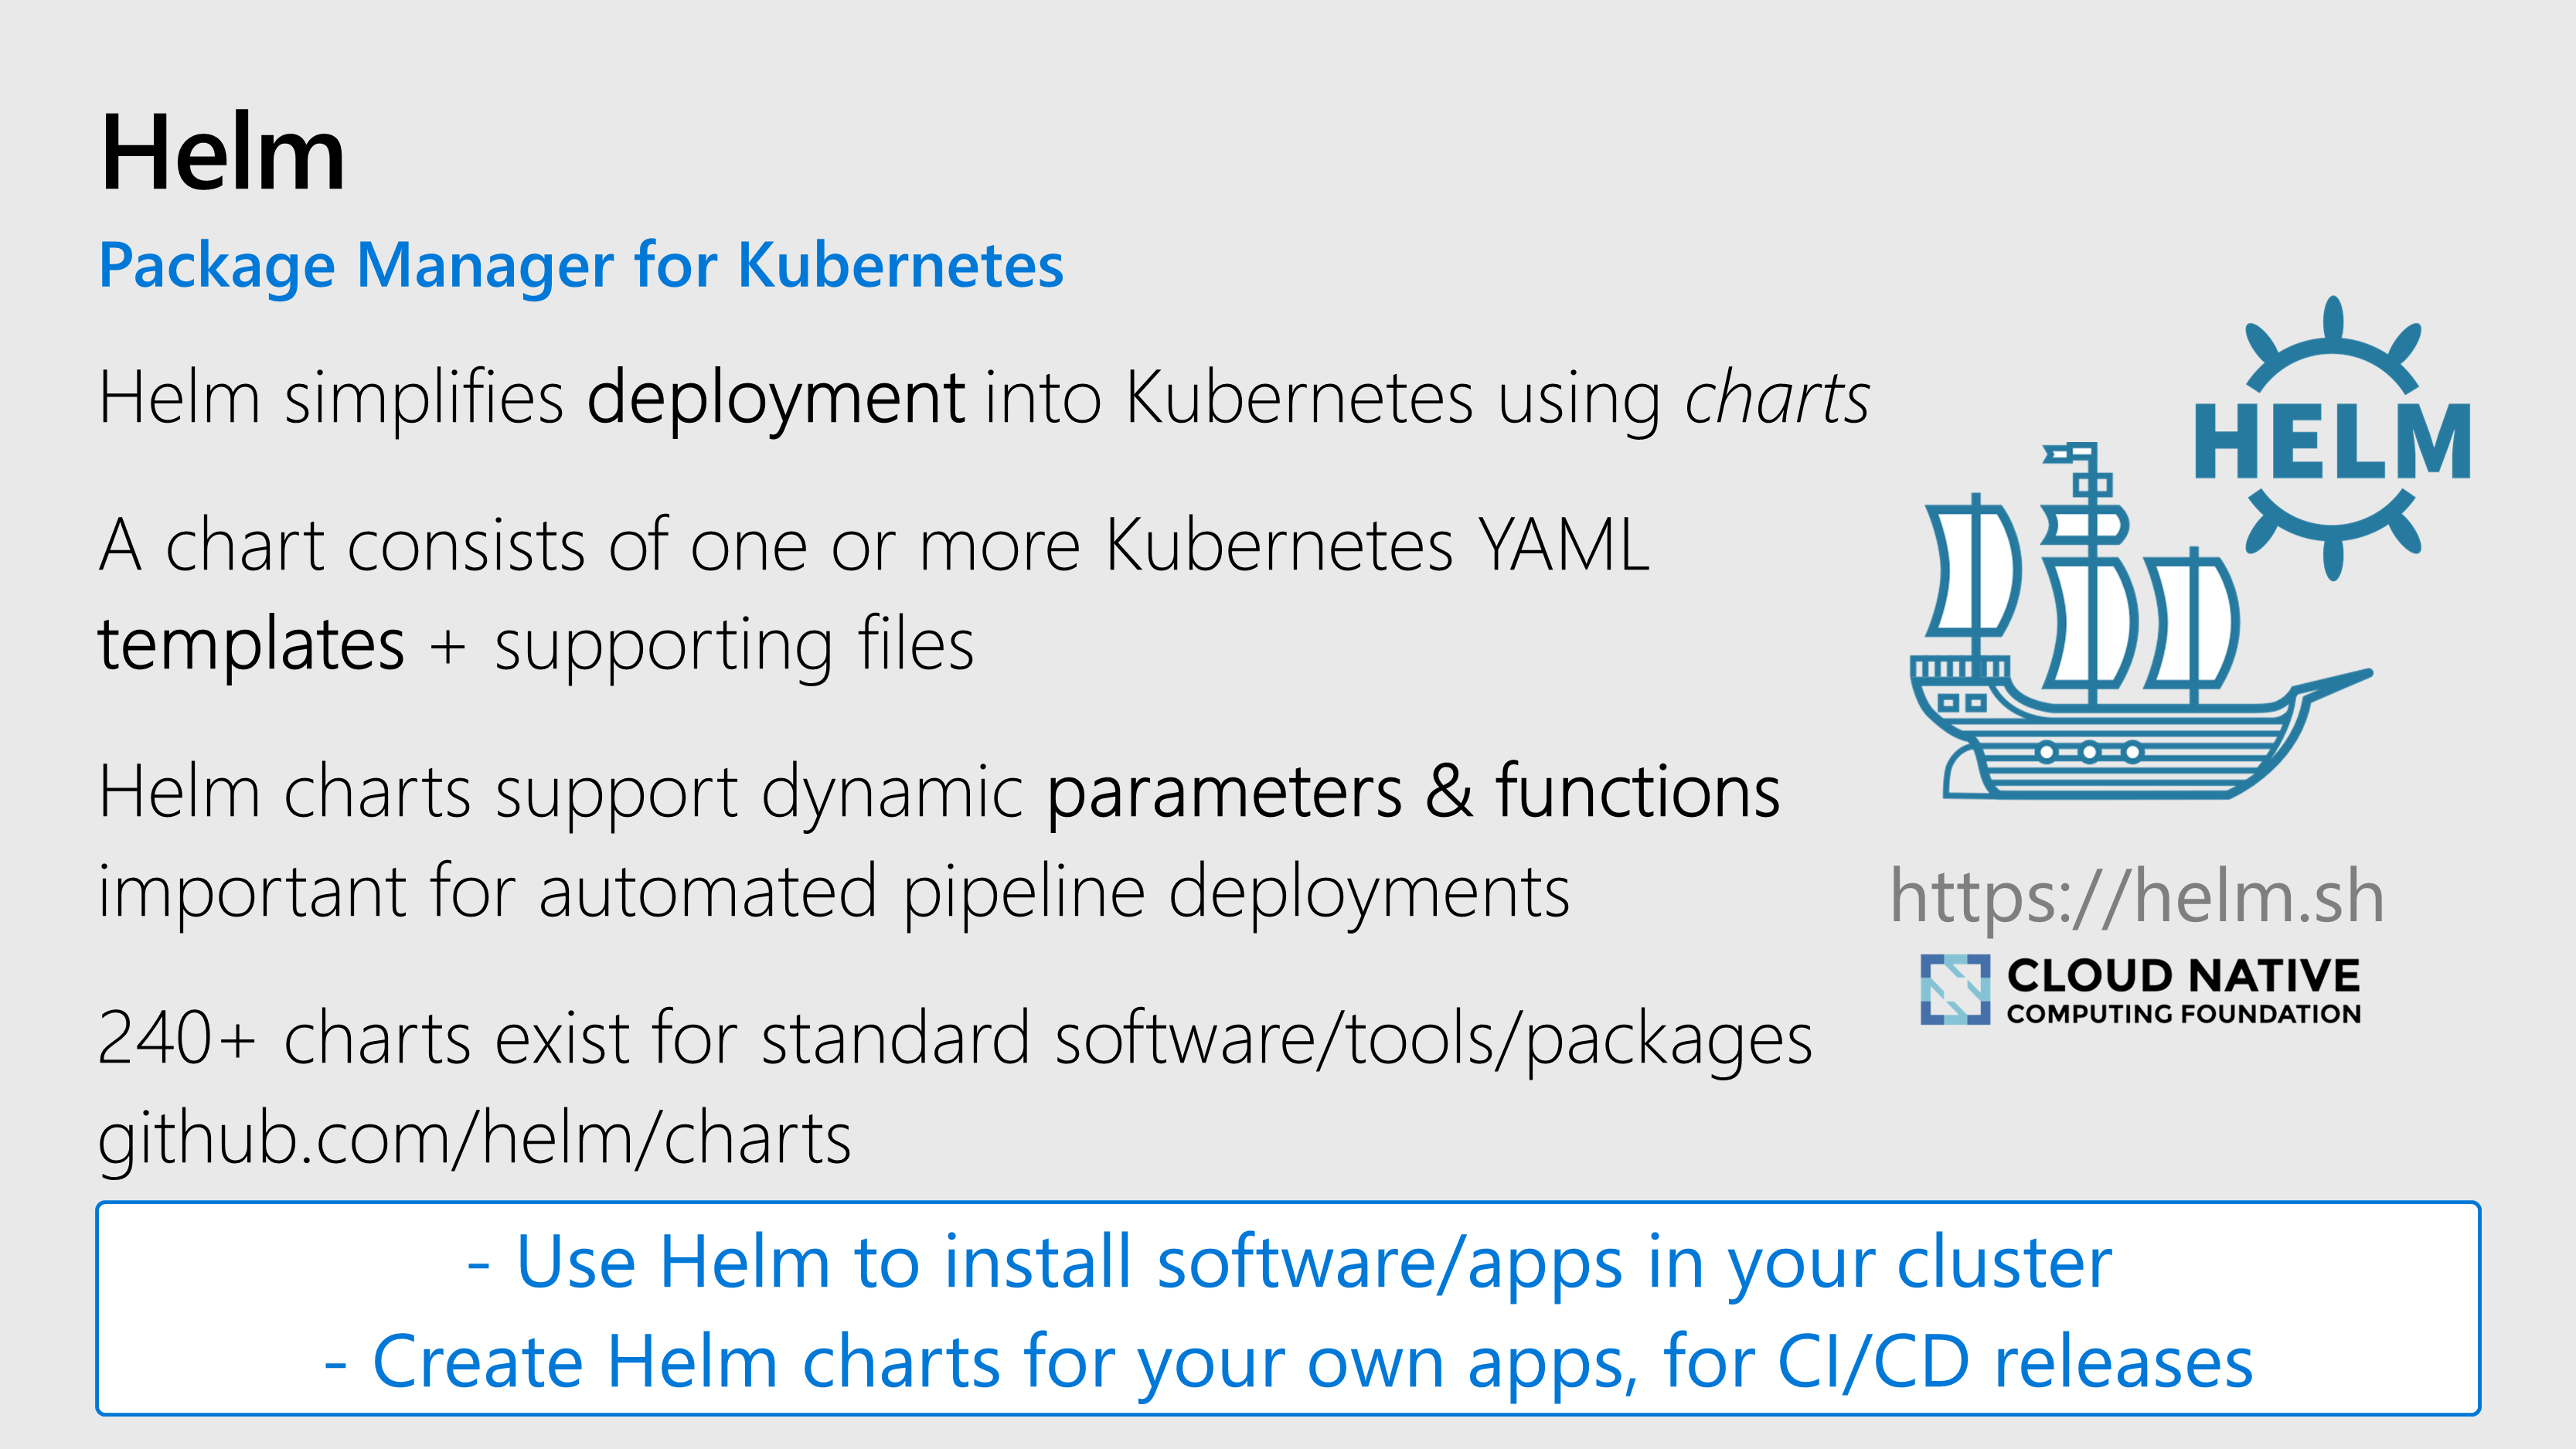 Helm
Package Manager for Kubernetes
Helm simplifies deployment into Kubernetes using charts
A chart consists of one or more Kubernetes YAML
templates + supporting files
Helm charts support dynamic parameters & functions
important for automated pipeline deployments
240+ charts exist for standard software/tools/packages
github.com/helm/charts
HELM
https://helm.sh
CLOUD NATIVE
COMPUTING FOUNDATION
- Use Helm to install software/apps in your cluster
- Create Helm charts for your own apps, for CI/CD releases